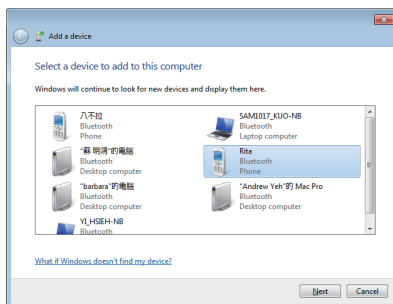 Add a device
Select a device to add to this computer
Windows will continue to look for new devices and display them here.
八不拉
Bluetooth
Phone
SAM1017_KUO-NB
Bluetooth
Laptop computer
"蘇 明鴻"的電腦
Bluetooth
Desktop computer
Rita
Bluetooth
Phone
"barbara"的電腦
Bluetooth
Desktop computer
"Andrew Yeh"的 Mac Pro
Bluetooth
Desktop computer
YI_HSIEH-NB
Bluetooth
What if Windows doesn't find my device?
Next
Cancel